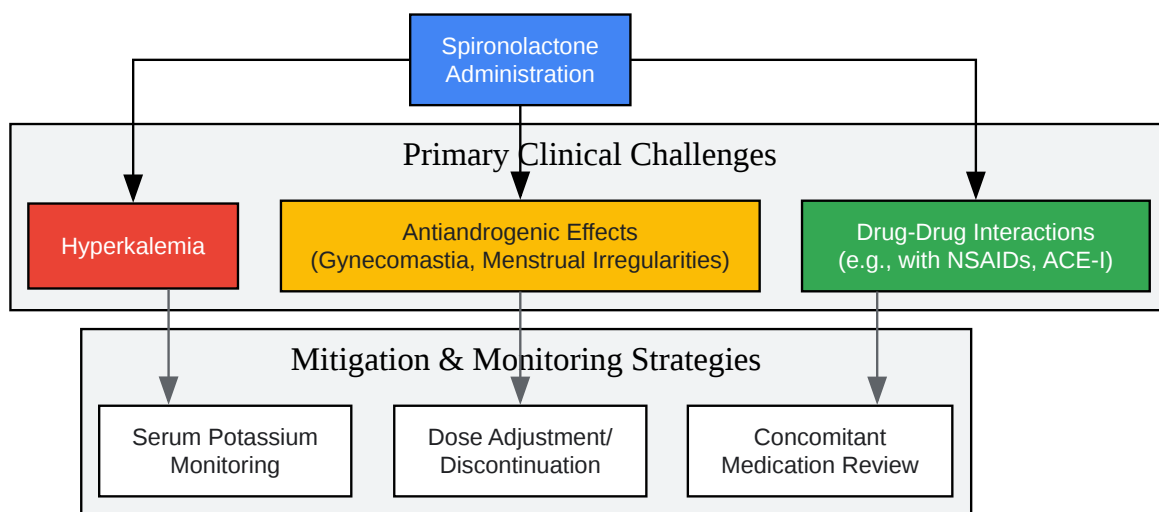 Spironolactone
Administration
Primary Clinical Challenges
Hyperkalemia
Antiandrogenic Effects
(Gynecomastia, Menstrual Irregularities)
Drug-Drug Interactions
(e.g., with NSAIDs, ACE-I)
Mitigation & Monitoring Strategies
Serum Potassium
Monitoring
Dose Adjustment/
Discontinuation
Concomitant
Medication Review